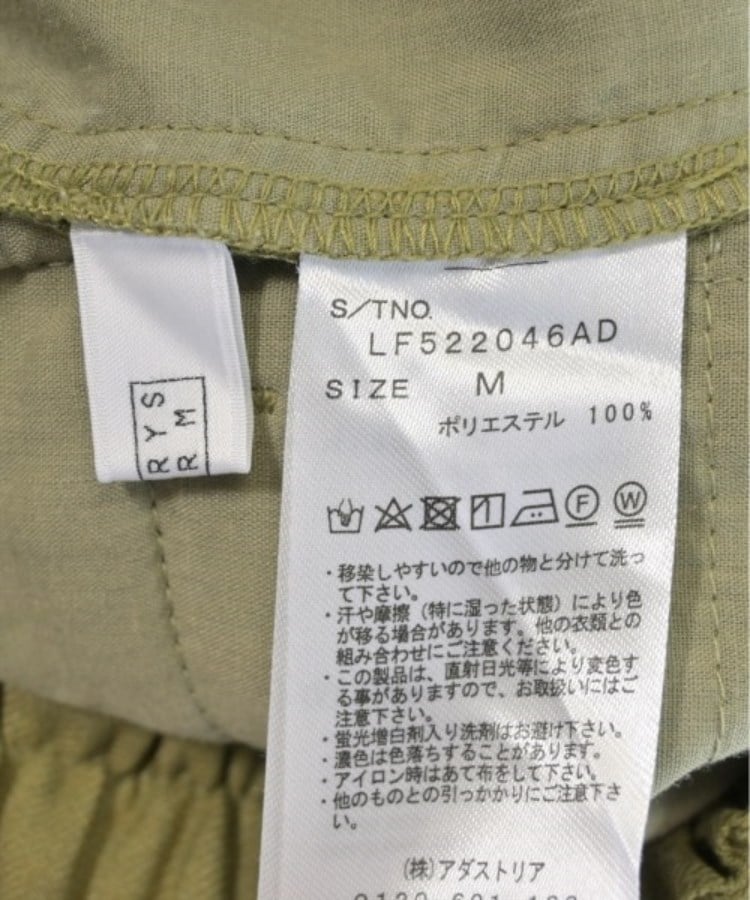 RYS
RM
S/TNO.
LF522046AD
SIZE M
ポリエステル 100%
F W
・移染しやすいので他の物と分けて洗っ
て下さい。
・汗や摩擦(特に湿った状態)により色
が移る場合があります。他の衣類との
組み合わせにご注意ください。
・この製品は、直射日光等により変色す
る事がありますので、お取扱いにはご
注意下さい。
・蛍光増白剤入り洗剤はお避け下さい。
・濃色は色落ちすることがあります。
・アイロン時はあて布をして下さい。
・他のものとの引っかかりにご注意下さ
い。
(株)アダストリア